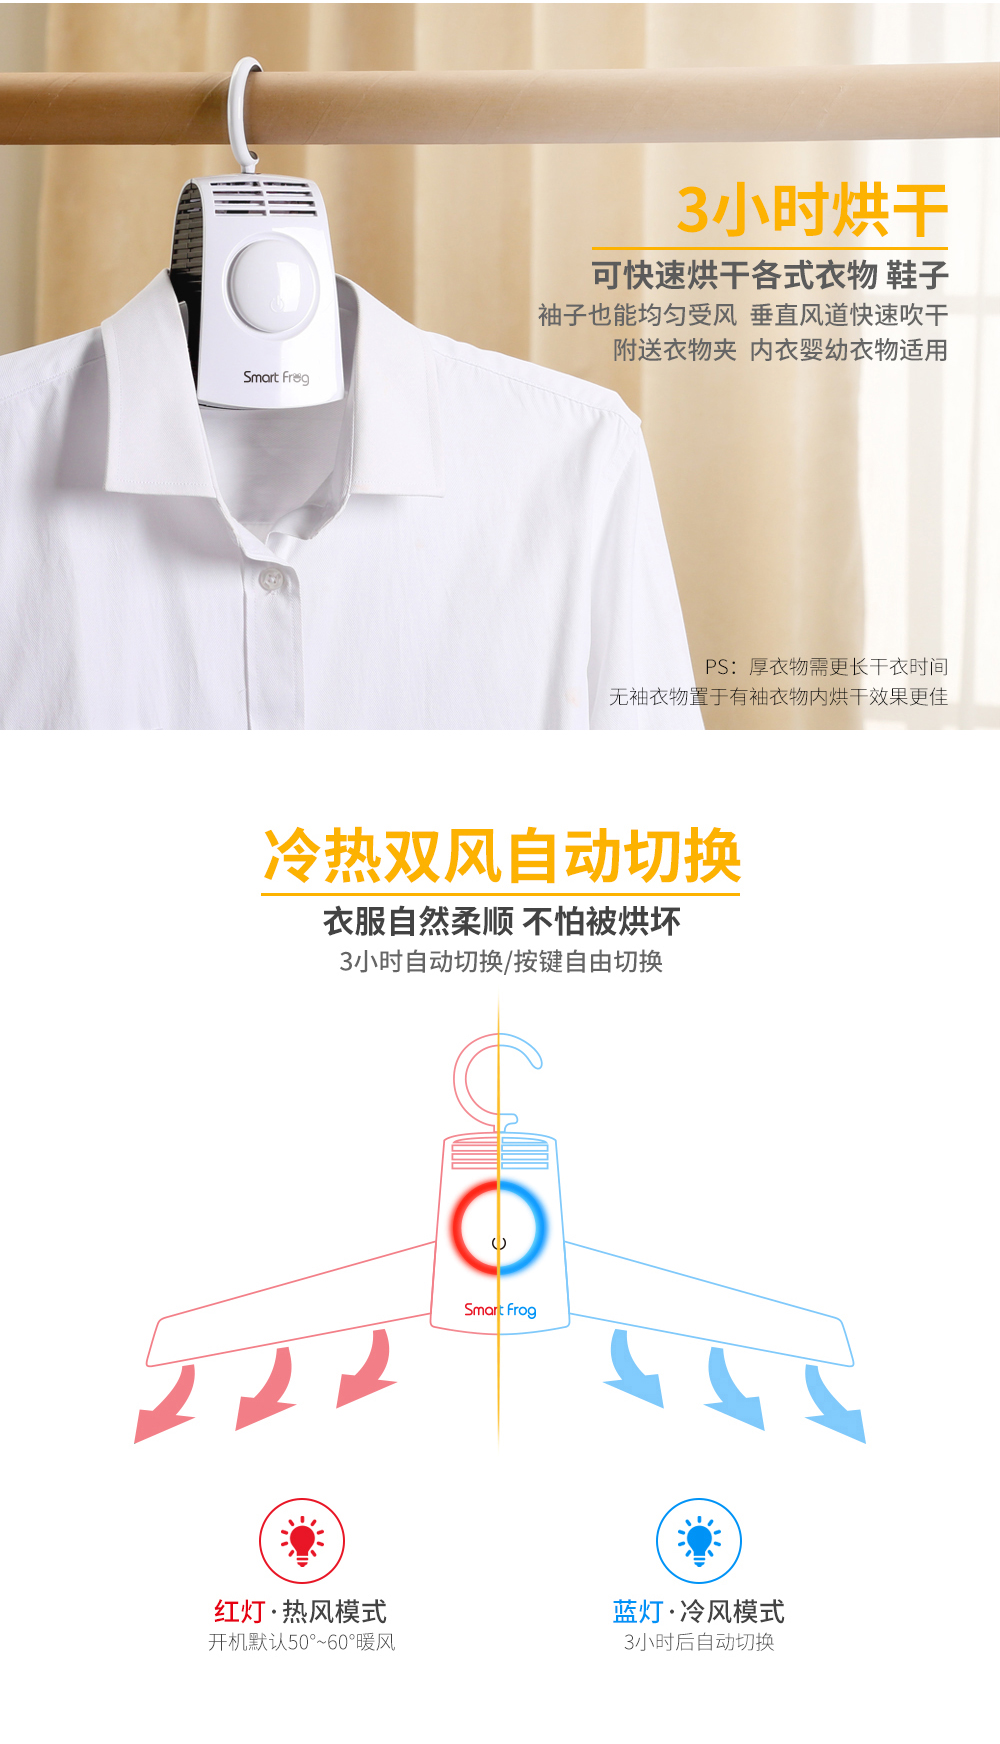 3小时烘干
可快速烘干各式衣物 鞋子
袖子也能均匀受风 垂直风道快速吹干
附送衣物夹 内衣婴幼衣物适用
Smart Frog
PS：厚衣物需更长干衣时间
无袖衣物置于有袖衣物内烘干效果更佳
冷热双风自动切换
衣服自然柔顺 不怕被烘坏
3小时自动切换/按键自由切换
Smart Frog
红灯·热风模式
开机默认50°~60°暖风
蓝灯·冷风模式
3小时后自动切换